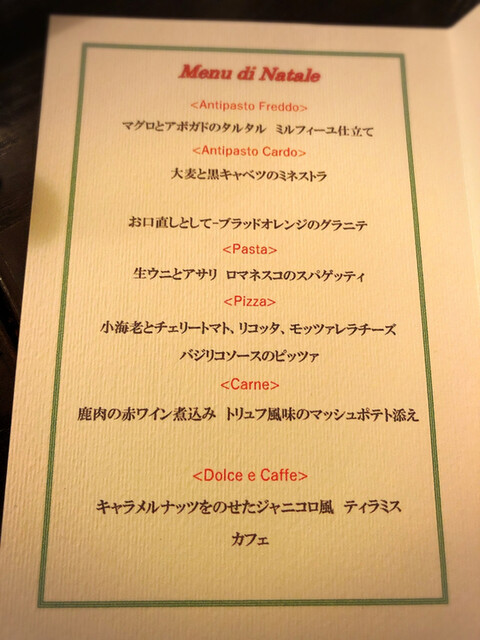 Menu di Natale
<Antipasto Freddo>
マグロとアボガドのタルタル ミルフィーユ仕立て
<Antipasto Cardo>
大麦と黒キャベツのミネストラ
お口直しとして-ブラッドオレンジのグラニテ
<Pasta>
生ウニとアサリ ロマネスコのスパゲッティ
<Pizza>
小海老とチェリートマト、リコッタ、モッツァレラチーズ
バジリコソースのピッツァ
<Carne>
鹿肉の赤ワイン煮込み トリュフ風味のマッシュポテト添え
<Dolce e Caffe>
キャラメルナッツをのせたジャニコロ風 ティラミス
カフェ